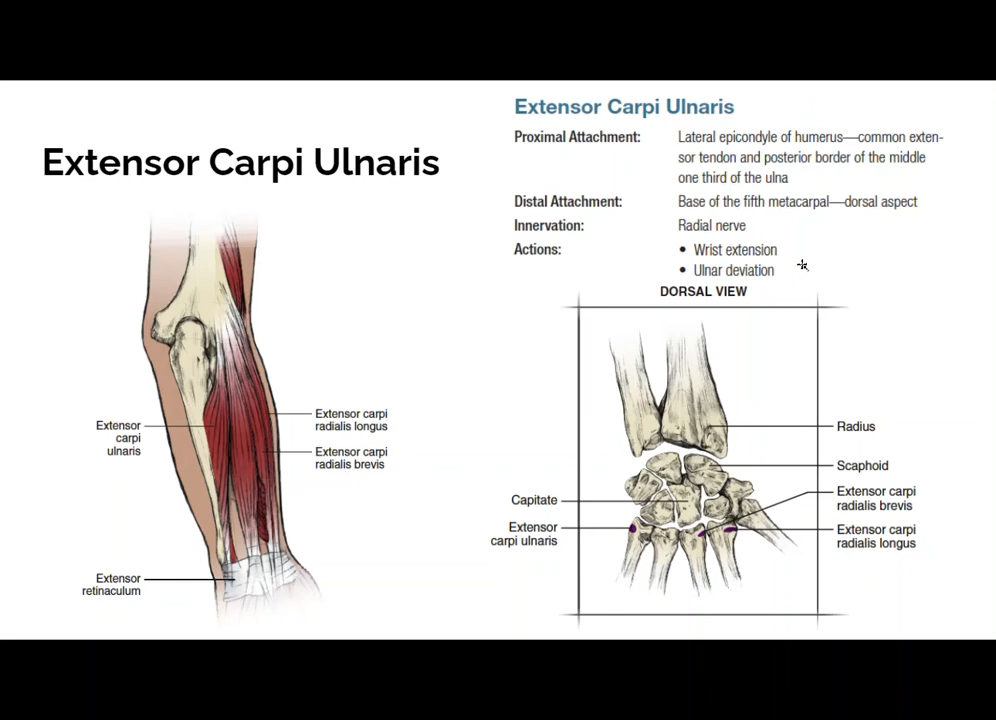 Extensor Carpi Ulnaris
Extensor
carpi
ulnaris
Extensor carpi
radialis longus
Extensor carpi
radialis brevis
Extensor
retinaculum
Extensor Carpi Ulnaris
Proximal Attachment: Lateral epicondyle of humerus—common exten-
sor tendon and posterior border of the middle
one third of the ulna
Distal Attachment: Base of the fifth metacarpal—dorsal aspect
Innervation: Radial nerve
Actions: • Wrist extension
• Ulnar deviation
DORSAL VIEW
Radius
Scaphoid
Extensor carpi
radialis brevis
Capitate
Extensor
carpi ulnaris
Extensor carpi
radialis longus